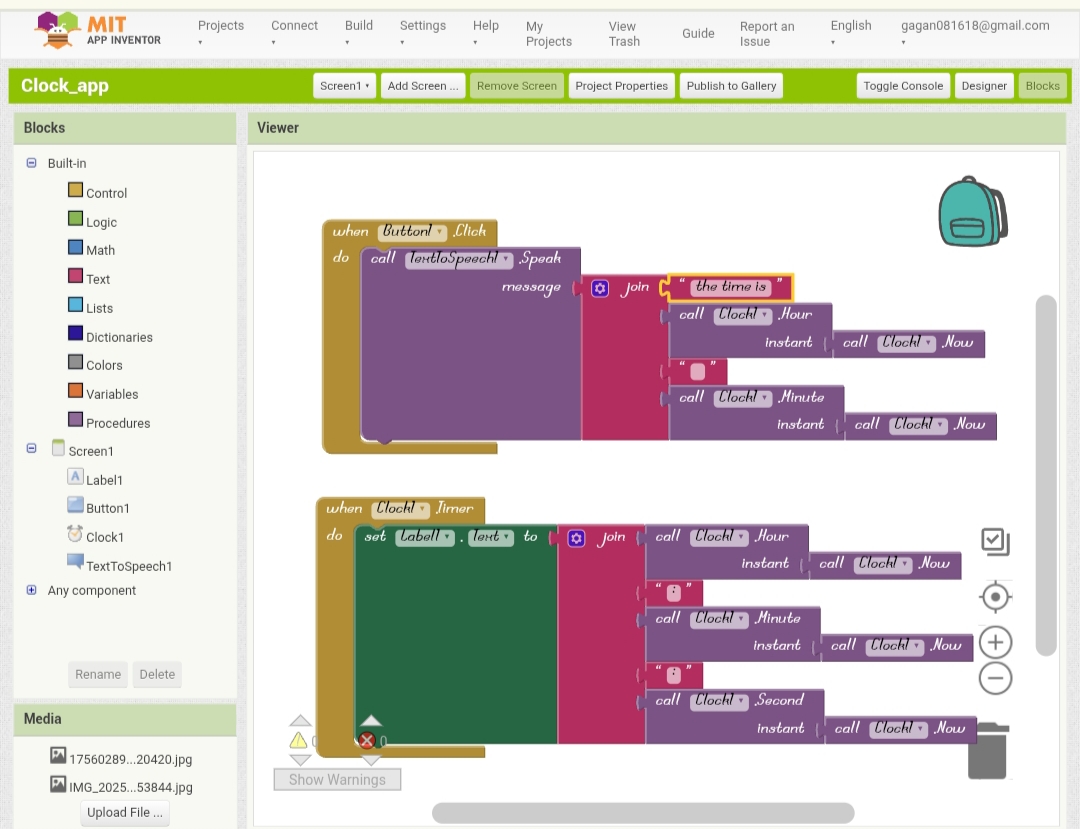 MIT
APP INVENTOR
Projects
Connect
Build
Settings
Help
My Projects
View Trash
Guide
Report an Issue
English
gagan081618@gmail.com
Clock_app
Screen1
Add Screen ...
Remove Screen
Project Properties
Publish to Gallery
Toggle Console
Designer
Blocks
Blocks
Built-in
Control
Logic
Math
Text
Lists
Dictionaries
Colors
Variables
Procedures
Screen1
Label1
Button1
Clock1
TextToSpeech1
Any component
Rename
Delete
Media
17560289...20420.jpg
IMG_2025...53844.jpg
Upload File ...
Viewer
when Button1 .Click
do call TextToSpeech1 .Speak
message join " the time is "
call Clock1 .Hour
instant call Clock1 .Now
" "
call Clock1 .Minute
instant call Clock1 .Now
when Clock1 .Timer
do set Label1 . Text to join call Clock1 .Hour
instant call Clock1 .Now
" : "
call Clock1 .Minute
instant call Clock1 .Now
" : "
call Clock1 .Second
instant call Clock1 .Now
0 0
Show Warnings